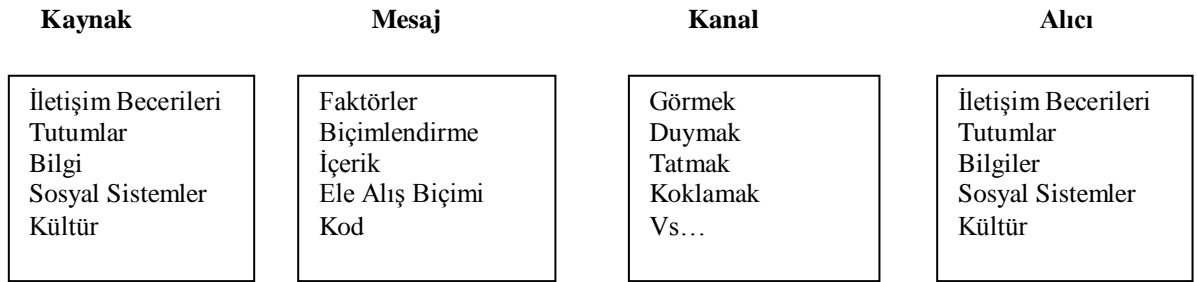 Kaynak Mesaj Kanal Alıcı
İletişim Becerileri
Tutumlar
Bilgi
Sosyal Sistemler
Kültür
Faktörler
Biçimlendirme
İçerik
Ele Alış Biçimi
Kod
Görmek
Duymak
Tatmak
Koklamak
Vs…
İletişim Becerileri
Tutumlar
Bilgiler
Sosyal Sistemler
Kültür